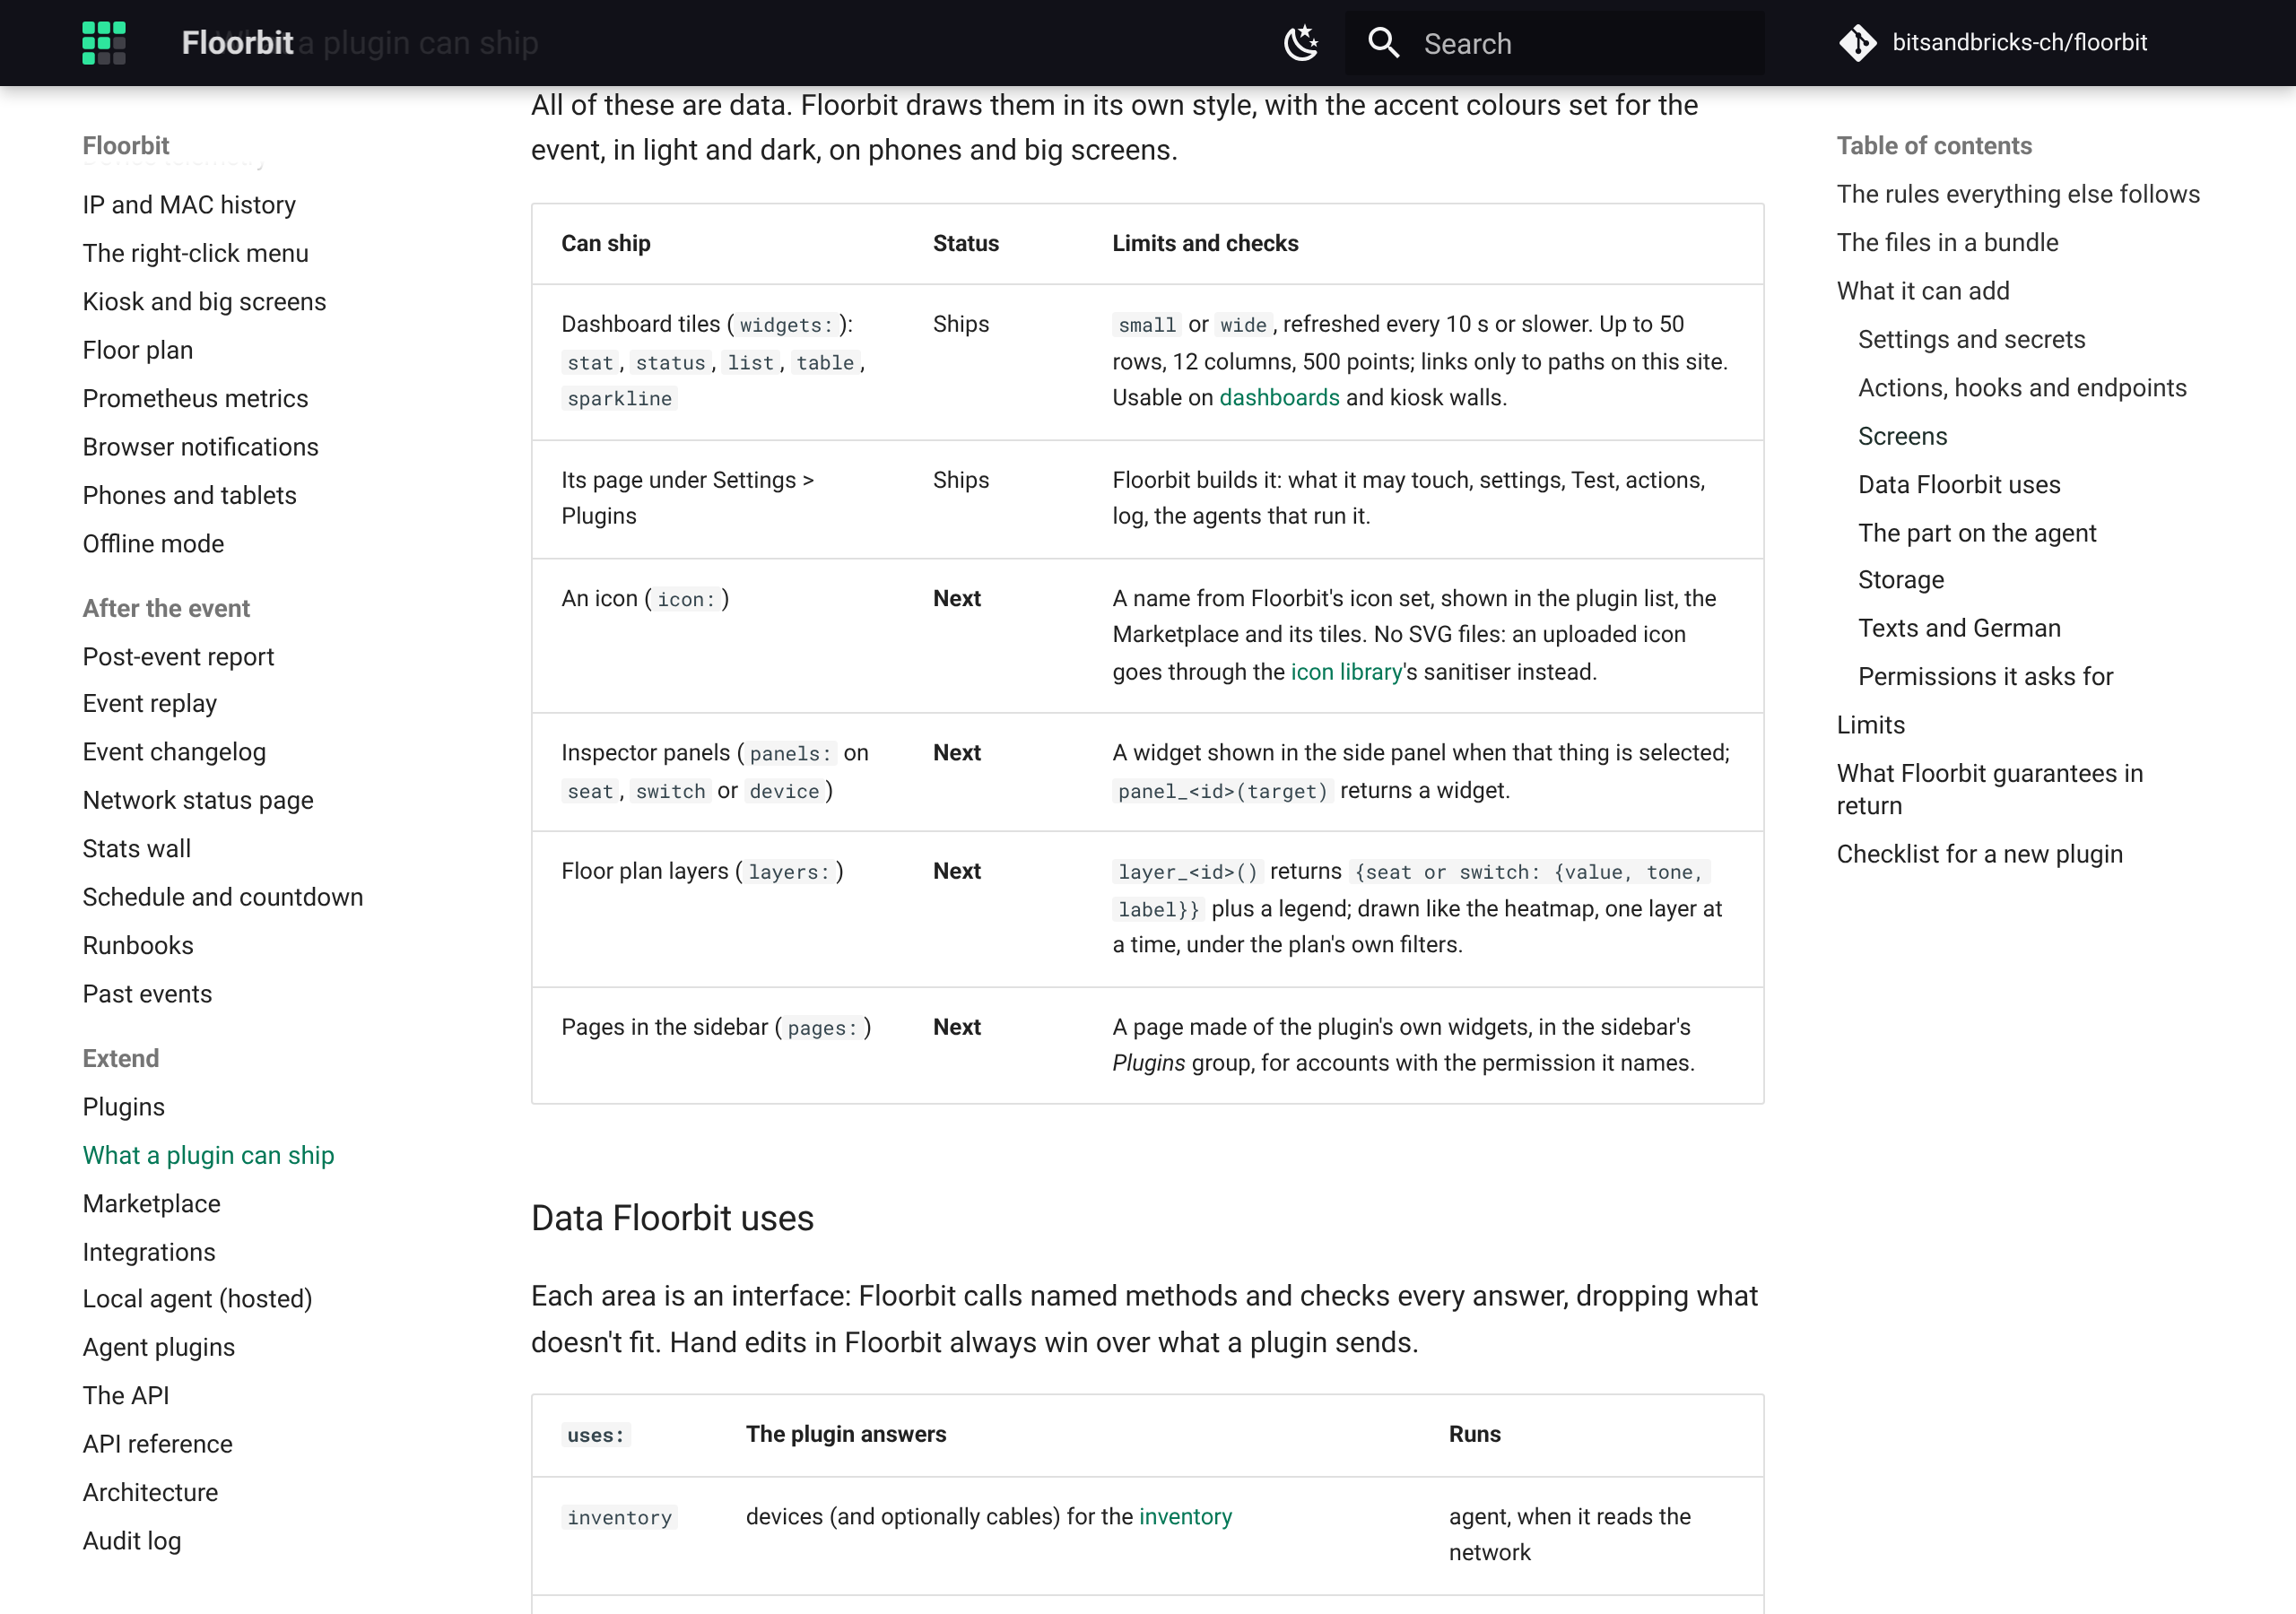 Floorbit
What a plugin can ship
Search
bitsandbricks-ch/floorbit
Floorbit
Device telemetry
IP and MAC history
The right-click menu
Kiosk and big screens
Floor plan
Prometheus metrics
Browser notifications
Phones and tablets
Offline mode
After the event
Post-event report
Event replay
Event changelog
Network status page
Stats wall
Schedule and countdown
Runbooks
Past events
Extend
Plugins
What a plugin can ship
Marketplace
Integrations
Local agent (hosted)
Agent plugins
The API
API reference
Architecture
Audit log
All of these are data. Floorbit draws them in its own style, with the accent colours set for the
event, in light and dark, on phones and big screens.
Can ship Status Limits and checks
Dashboard tiles (widgets:): Ships small or wide, refreshed every 10 s or slower. Up to 50
stat, status, list, table, rows, 12 columns, 500 points; links only to paths on this site.
sparkline Usable on dashboards and kiosk walls.
Its page under Settings > Ships Floorbit builds it: what it may touch, settings, Test, actions,
Plugins log, the agents that run it.
An icon (icon:) Next A name from Floorbit's icon set, shown in the plugin list, the
Marketplace and its tiles. No SVG files: an uploaded icon
goes through the icon library's sanitiser instead.
Inspector panels (panels: on Next A widget shown in the side panel when that thing is selected;
seat, switch or device) panel_<id>(target) returns a widget.
Floor plan layers (layers:) Next layer_<id>() returns {seat or switch: {value, tone,
label}} plus a legend; drawn like the heatmap, one layer at
a time, under the plan's own filters.
Pages in the sidebar (pages:) Next A page made of the plugin's own widgets, in the sidebar's
Plugins group, for accounts with the permission it names.
Data Floorbit uses
Each area is an interface: Floorbit calls named methods and checks every answer, dropping what
doesn't fit. Hand edits in Floorbit always win over what a plugin sends.
uses: The plugin answers Runs
inventory devices (and optionally cables) for the inventory agent, when it reads the
network
Table of contents
The rules everything else follows
The files in a bundle
What it can add
Settings and secrets
Actions, hooks and endpoints
Screens
Data Floorbit uses
The part on the agent
Storage
Texts and German
Permissions it asks for
Limits
What Floorbit guarantees in
return
Checklist for a new plugin